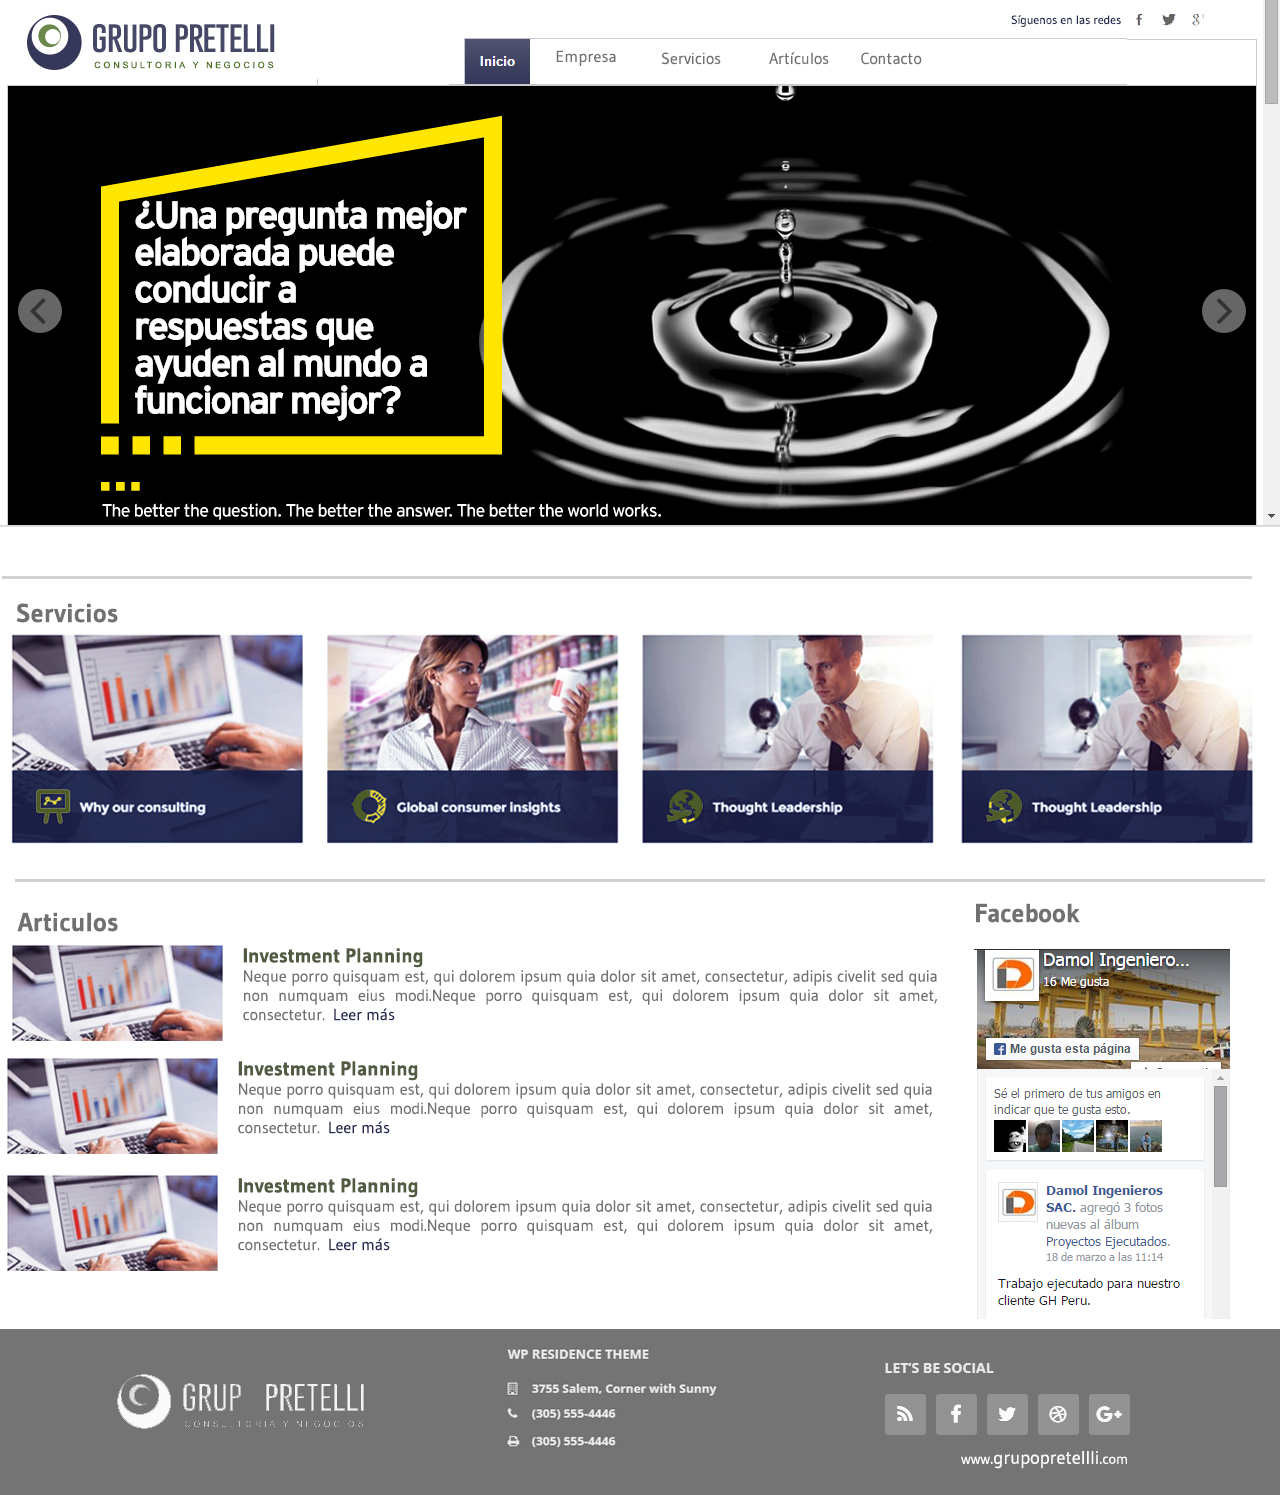 GRUPO PRETELLI
CONSULTORIA Y NEGOCIOS
Síguenos en las redes
Inicio
Empresa
Servicios
Artículos
Contacto
¿Una pregunta mejor
elaborada puede
conducir a
respuestas que
ayuden al mundo a
funcionar mejor?
The better the question. The better the answer. The better the world works.
Servicios
Why our consulting
Global consumer insights
Thought Leadership
Thought Leadership
Articulos
Investment Planning
Neque porro quisquam est, qui dolorem ipsum quia dolor sit amet, consectetur, adipis civelit sed quia
non numquam eius modi.Neque porro quisquam est, qui dolorem ipsum quia dolor sit amet,
consectetur. Leer más
Investment Planning
Neque porro quisquam est, qui dolorem ipsum quia dolor sit amet, consectetur, adipis civelit sed quia
non numquam eius modi.Neque porro quisquam est, qui dolorem ipsum quia dolor sit amet,
consectetur. Leer más
Investment Planning
Neque porro quisquam est, qui dolorem ipsum quia dolor sit amet, consectetur, adipis civelit sed quia
non numquam eius modi.Neque porro quisquam est, qui dolorem ipsum quia dolor sit amet,
consectetur. Leer más
Facebook
Damol Ingeniero...
16 Me gusta
Me gusta esta página
Sé el primero de tus amigos en
indicar que te gusta esto.
Damol Ingenieros
SAC. agregó 3 fotos
nuevas al álbum
Proyectos Ejecutados.
18 de marzo a las 11:14
Trabajo ejecutado para nuestro
cliente GH Peru.
GRUP PRETELLI
CONSULTORIA Y NEGOCIOS
WP RESIDENCE THEME
3755 Salem, Corner with Sunny
(305) 555-4446
(305) 555-4446
LET'S BE SOCIAL
www.grupopretellli.com